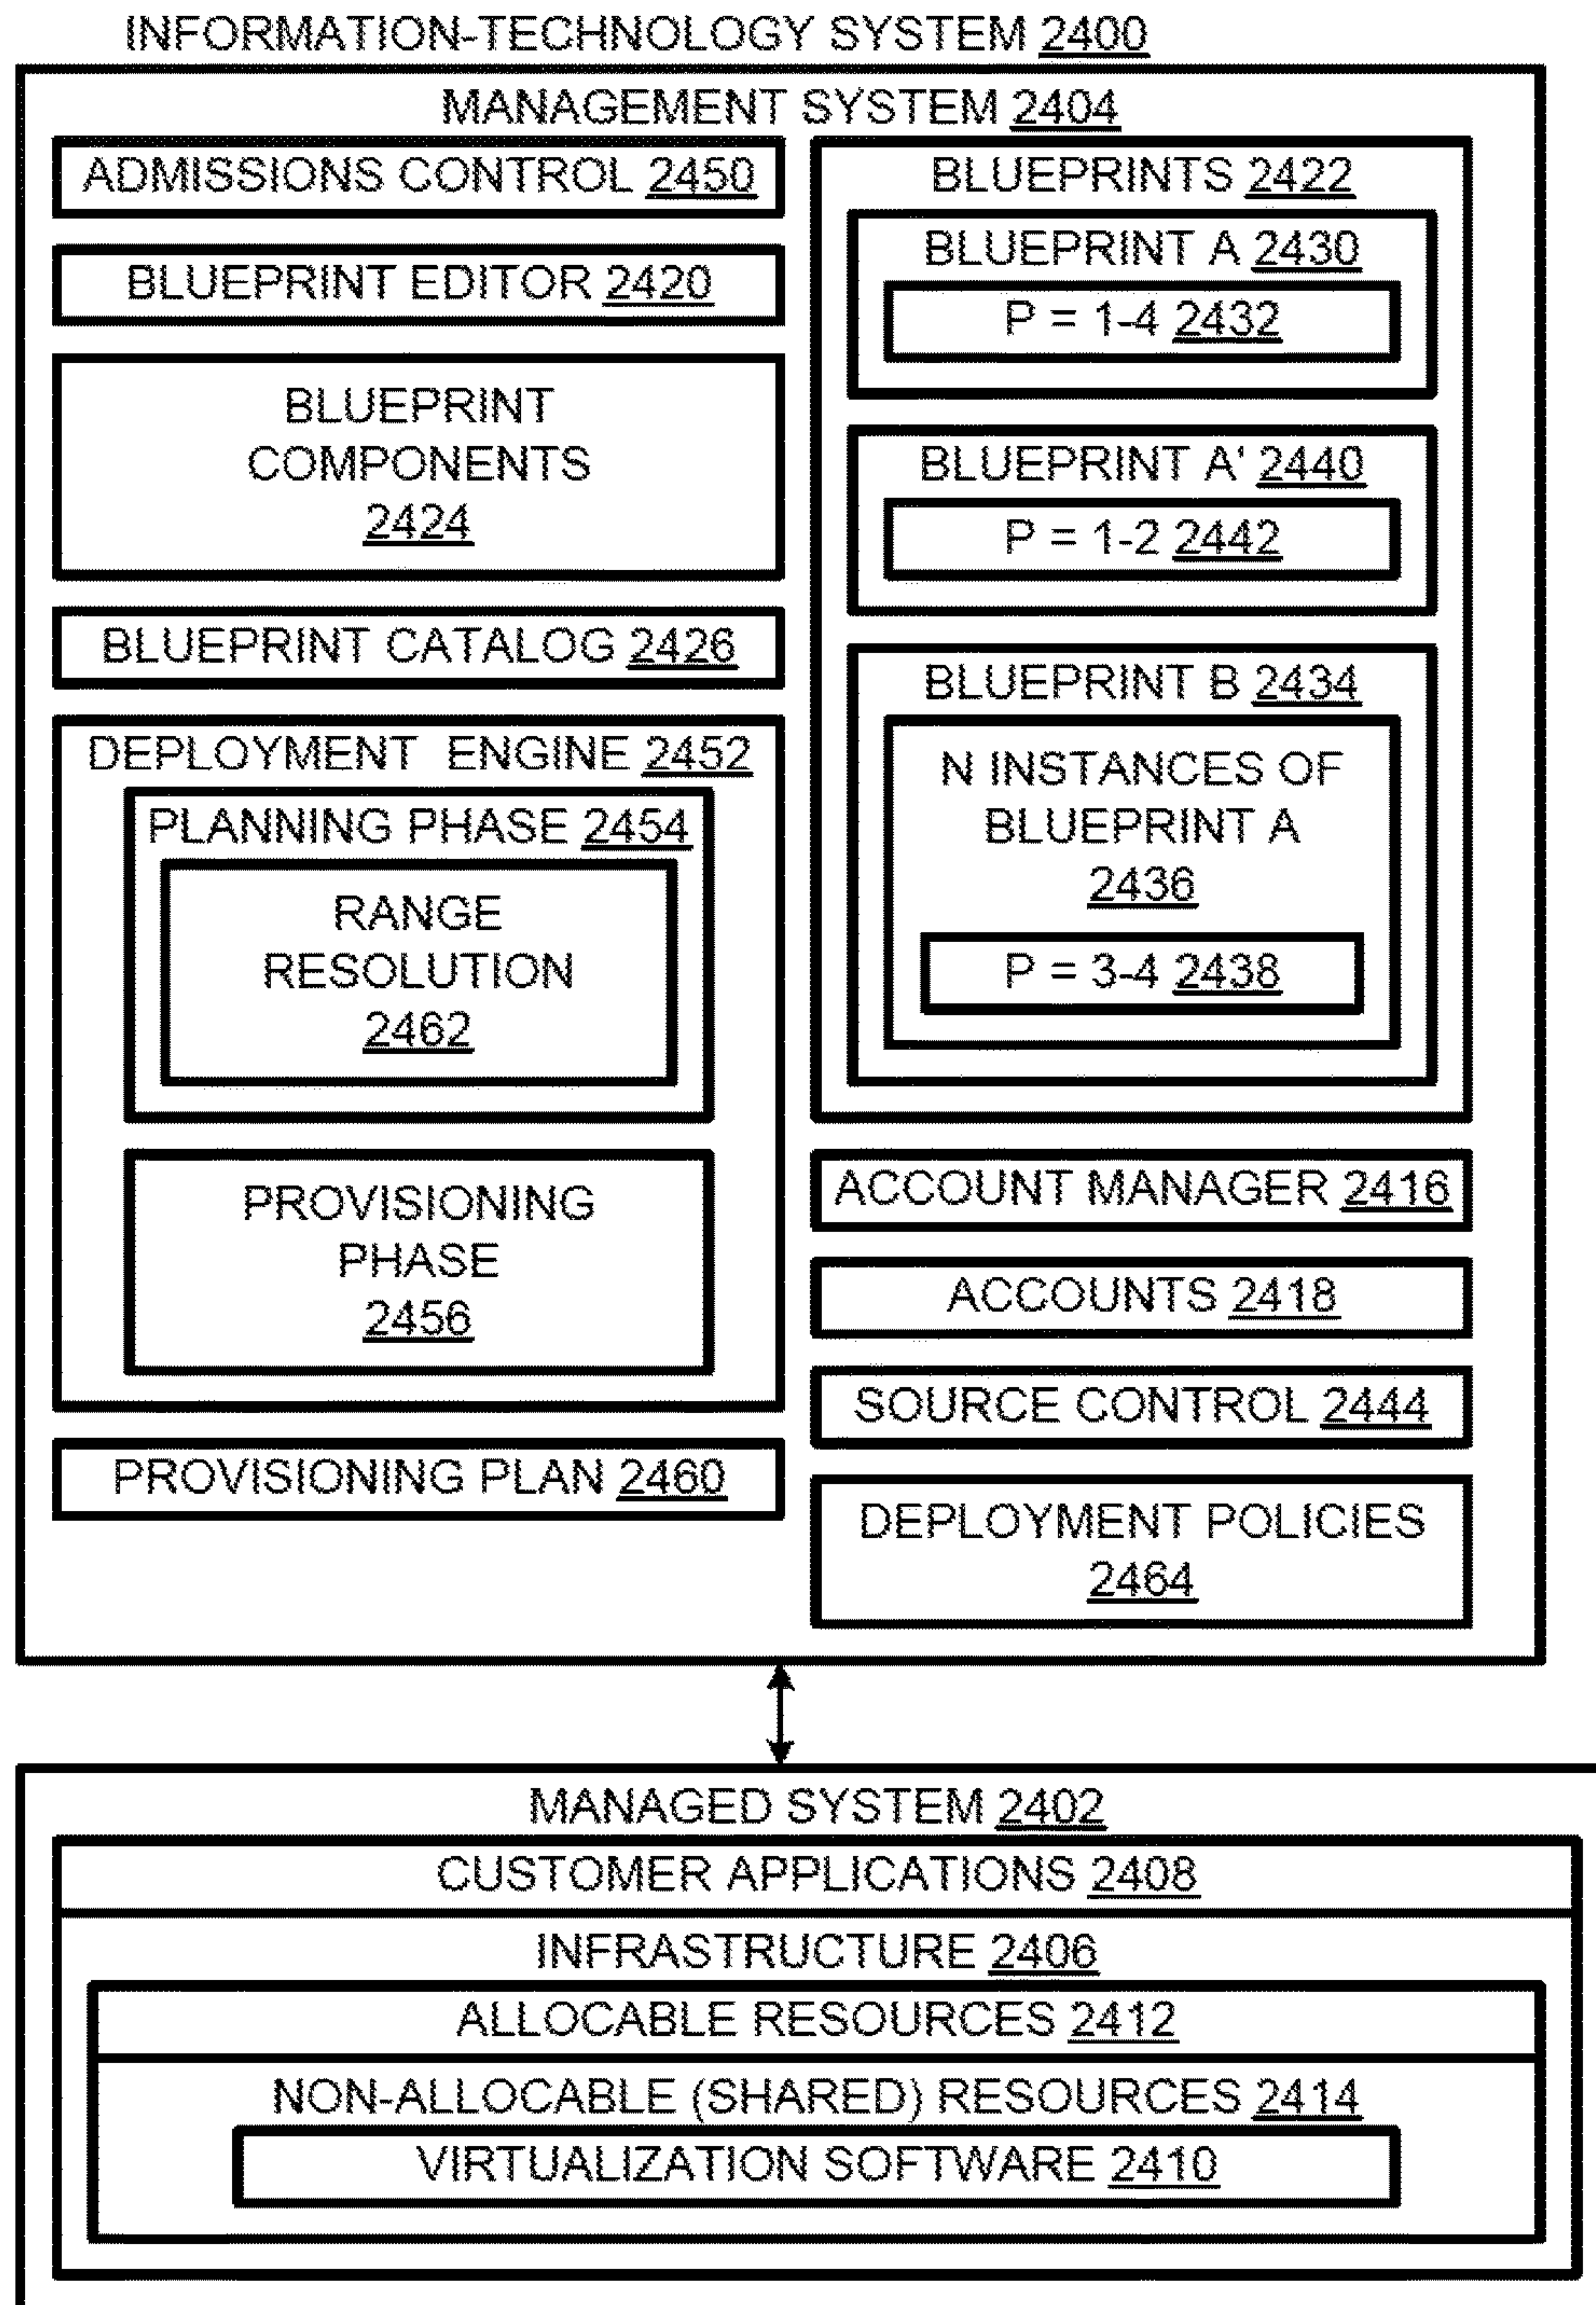 INFORMATION-TECHNOLOGY SYSTEM 2400
MANAGEMENT SYSTEM 2404
ADMISSIONS CONTROL 2450
BLUEPRINT EDITOR 2420
BLUEPRINT
COMPONENTS
2424
BLUEPRINT CATALOG 2426
DEPLOYMENT ENGINE 2452
PLANNING PHASE 2454
RANGE
RESOLUTION
2462
PROVISIONING
PHASE
2456
PROVISIONING PLAN 2460
BLUEPRINTS 2422
BLUEPRINT A 2430
P = 1-4 2432
BLUEPRINT A' 2440
P = 1-2 2442
BLUEPRINT B 2434
N INSTANCES OF
BLUEPRINT A
2436
P = 3-4 2438
ACCOUNT MANAGER 2416
ACCOUNTS 2418
SOURCE CONTROL 2444
DEPLOYMENT POLICIES
2464
MANAGED SYSTEM 2402
CUSTOMER APPLICATIONS 2408
INFRASTRUCTURE 2406
ALLOCABLE RESOURCES 2412
NON-ALLOCABLE (SHARED) RESOURCES 2414
VIRTUALIZATION SOFTWARE 2410